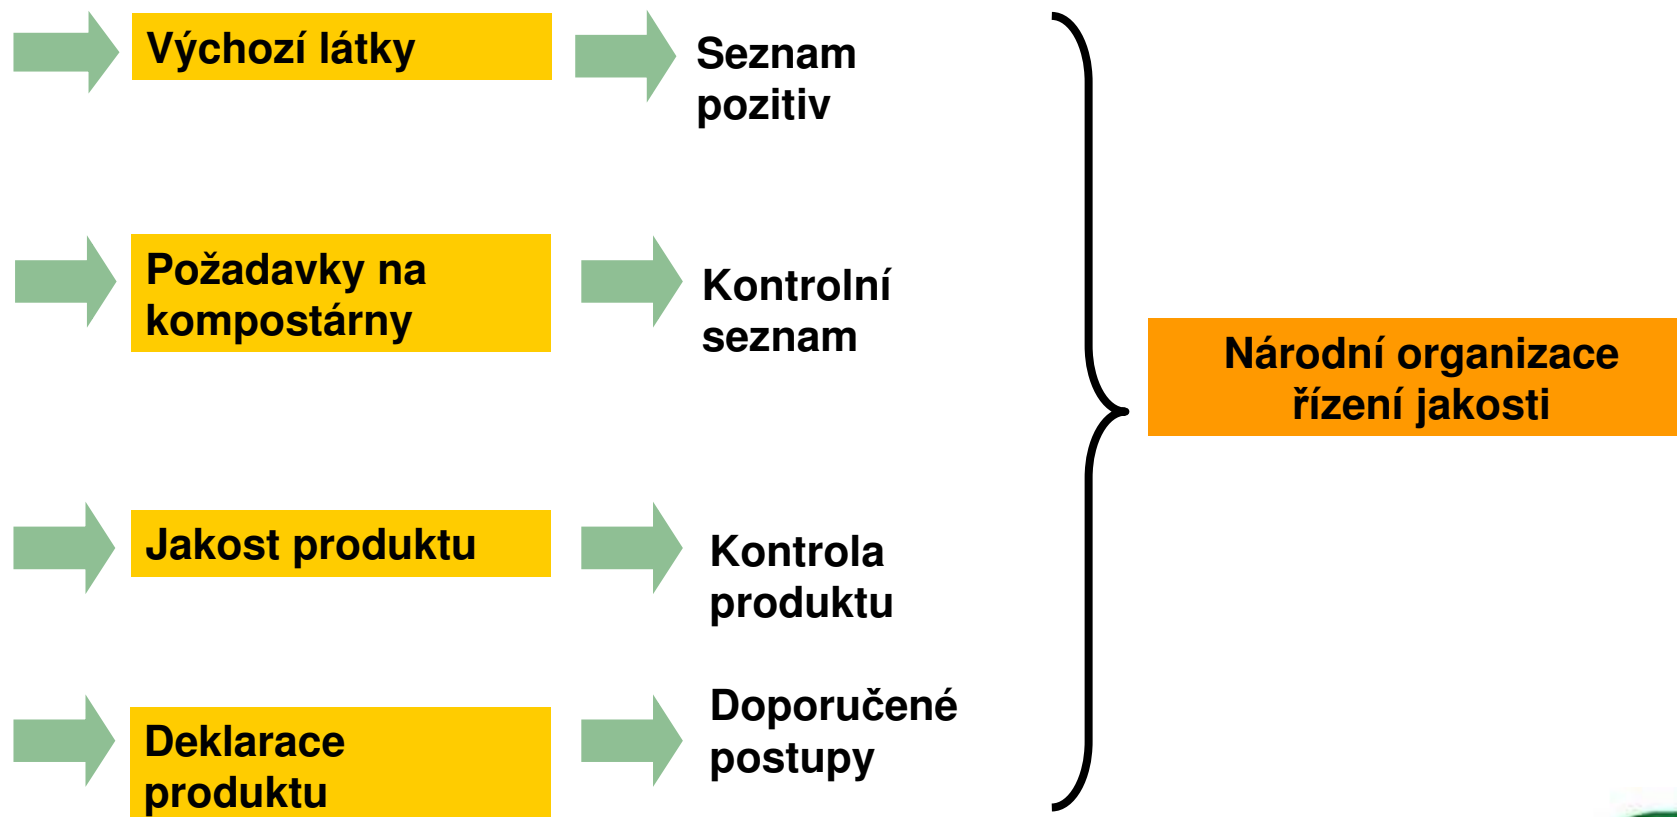 Výchozí látky
Seznam
pozitiv
Požadavky na
kompostárny
Kontrolní
seznam
Národní organizace
řízení jakosti
Jakost produktu
Kontrola
produktu
Deklarace
produktu
Doporučené
postupy